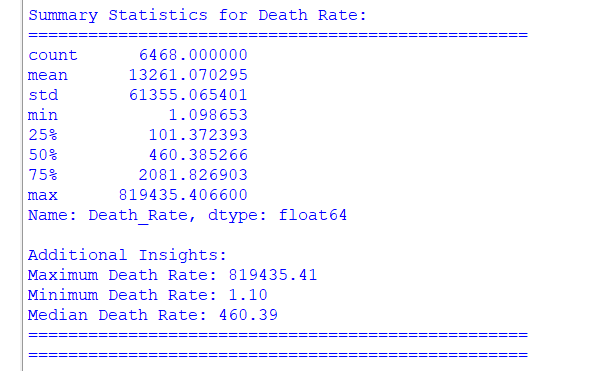 Summary Statistics for Death Rate:
==================================================
count      6468.000000
mean      13261.070295
std       61355.065401
min           1.098653
25%         101.372393
50%         460.385266
75%        2081.826903
max      819435.406600
Name: Death_Rate, dtype: float64

Additional Insights:
Maximum Death Rate: 819435.41
Minimum Death Rate: 1.10
Median Death Rate: 460.39
==================================================
==================================================